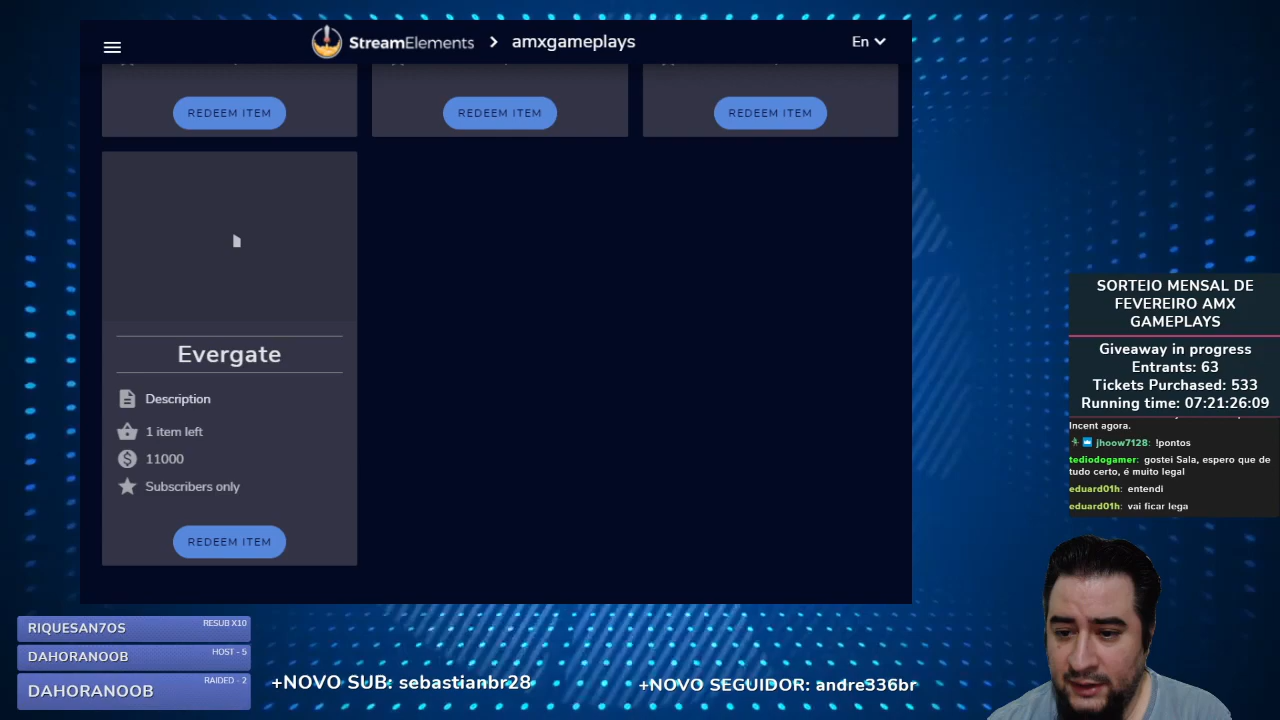 StreamElements > amxgameplays
En
REDEEM ITEM
REDEEM ITEM
REDEEM ITEM
Evergate
Description
1 item left
11000
Subscribers only
REDEEM ITEM
SORTEIO MENSAL DE
FEVEREIRO AMX
GAMEPLAYS
Giveaway in progress
Entrants: 63
Tickets Purchased: 533
Running time: 07:21:26:09
Incent agora.
jhoow7128: !pontos
tediodogamer: gostei Sala, espero que de
tudo certo, é muito legal
eduard01h: entendi
eduard01h: vai ficar lega
RIQUESAN7OS
RESUB X10
DAHORANOOB
HOST - 5
DAHORANOOB
RAIDED - 2
+NOVO SUB: sebastianbr28
+NOVO SEGUIDOR: andre336br